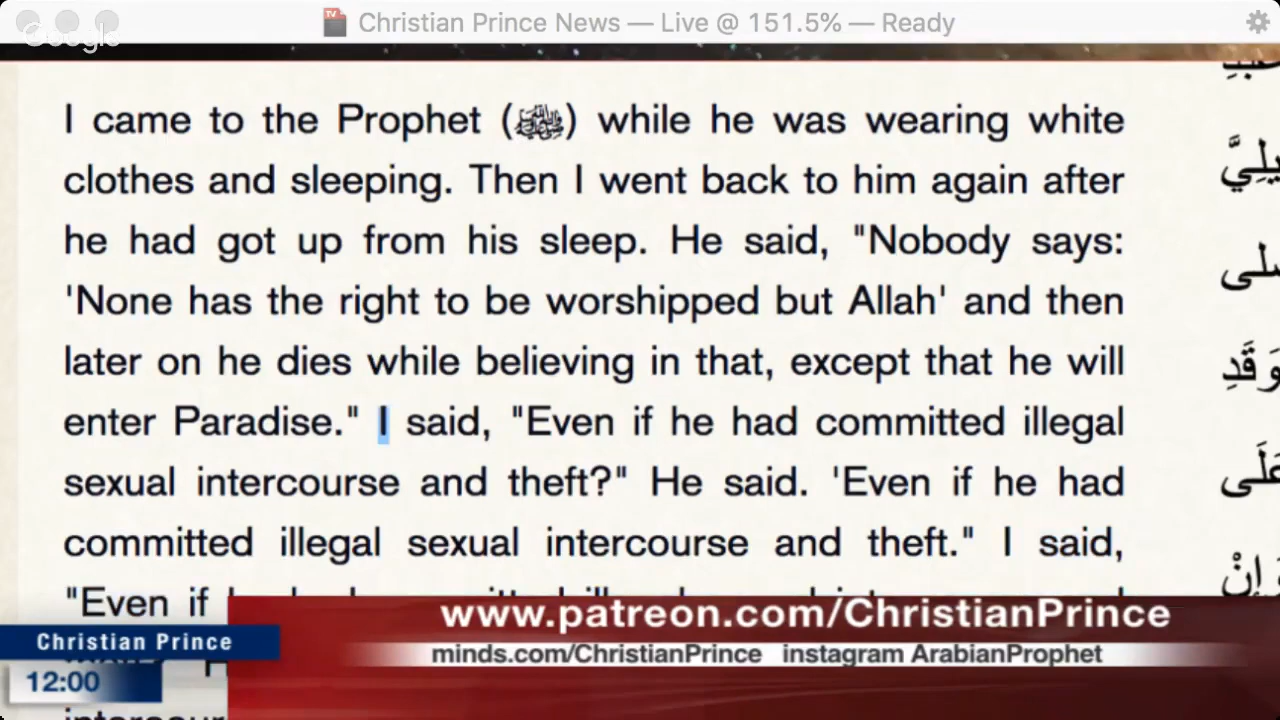 Christian Prince News — Live @ 151.5% — Ready
Google
I came to the Prophet (ﷺ) while he was wearing white
clothes and sleeping. Then I went back to him again after
he had got up from his sleep. He said, "Nobody says:
'None has the right to be worshipped but Allah' and then
later on he dies while believing in that, except that he will
enter Paradise." I said, "Even if he had committed illegal
sexual intercourse and theft?" He said. 'Even if he had
committed illegal sexual intercourse and theft." I said,
"Even if
www.patreon.com/ChristianPrince
Christian Prince
minds.com/ChristianPrince instagram ArabianProphet
12:00